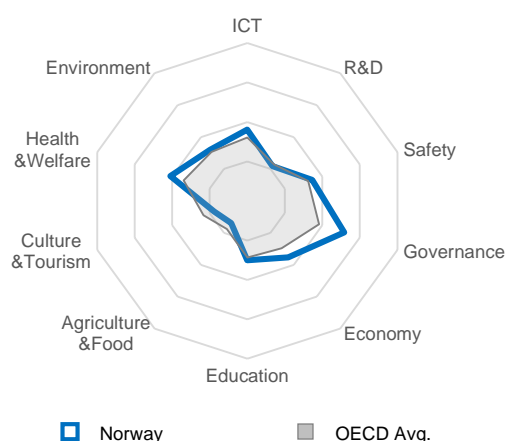 ICT
R&D
Safety
Governance
Economy
Education
Agriculture
&Food
Culture
&Tourism
Health
&Welfare
Environment
Norway
OECD Avg.